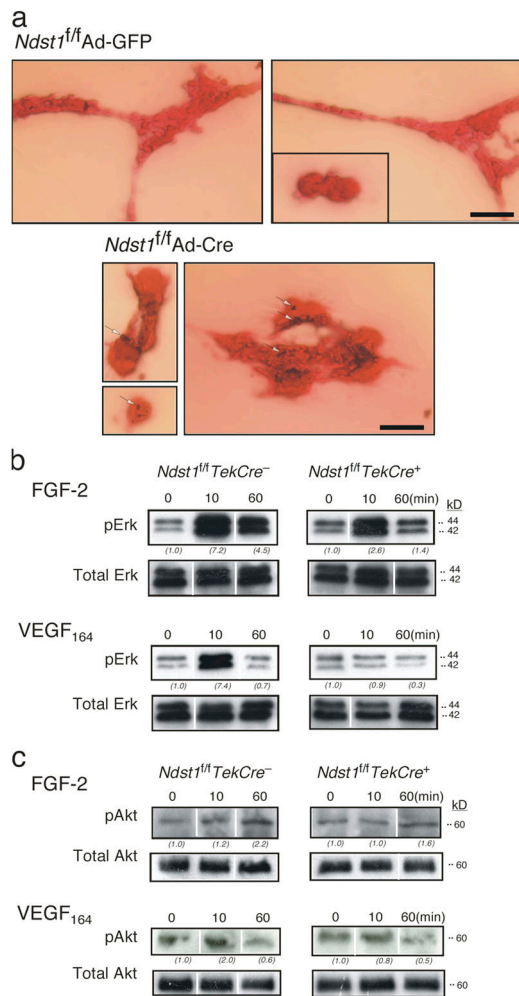 a
Ndst1f/fAd-GFP
Ndst1f/fAd-Cre
b
Ndst1f/fTekCre– Ndst1f/fTekCre+
FGF-2
0 10 60 0 10 60(min) kD
pErk 44
42
(1.0) (7.2) (4.5) (1.0) (2.6) (1.4)
Total Erk 44
42
VEGF164
0 10 60 0 10 60(min)
pErk 44
42
(1.0) (7.4) (0.7) (1.0) (0.9) (0.3)
Total Erk 44
42
c
Ndst1f/fTekCre– Ndst1f/fTekCre+
FGF-2
0 10 60 0 10 60(min) kD
pAkt 60
(1.0) (1.2) (2.2) (1.0) (1.0) (1.6)
Total Akt 60
VEGF164
0 10 60 0 10 60(min)
pAkt 60
(1.0) (2.0) (0.6) (1.0) (0.8) (0.5)
Total Akt 60